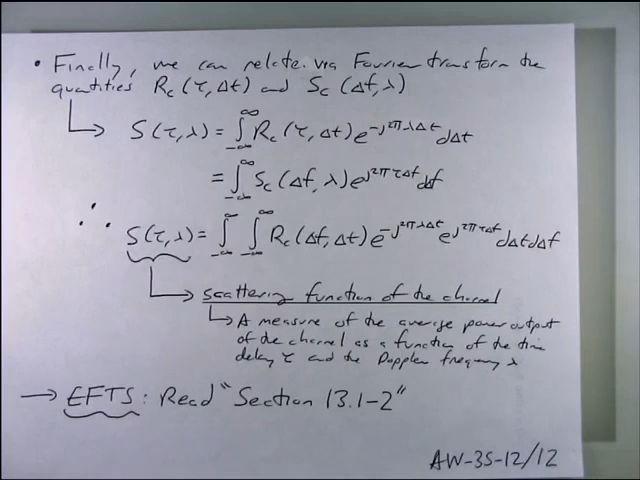 • Finally, we can relate via Fourier transform the
quantities Rc(τ,Δt) and Sc(Δf,λ)
↳ S(τ,λ) = ∫_{-∞}^{∞} Rc(τ,Δt) e^{-j2πλΔt} dΔt
= ∫_{-∞}^{∞} Sc(Δf,λ) e^{j2πτΔf} dΔf
∴ S(τ,λ) = ∫_{-∞}^{∞} ∫_{-∞}^{∞} Rc(Δf,Δt) e^{-j2πλΔt} e^{j2πτΔf} dΔt dΔf
↳ scattering function of the channel
↳ A measure of the average power output
of the channel as a function of the time
delay τ and the Doppler frequency λ
→ EFTS: Read "Section 13.1-2"
AW-35-12/12